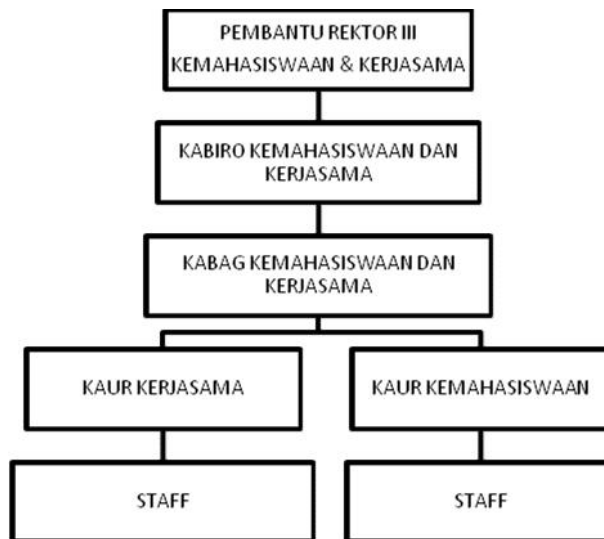 PEMBANTU REKTOR III
KEMAHASISWAAN & KERJASAMA
KABIRO KEMAHASISWAAN DAN
KERJASAMA
KABAG KEMAHASISWAAN DAN
KERJASAMA
KAUR KERJASAMA
KAUR KEMAHASISWAAN
STAFF
STAFF